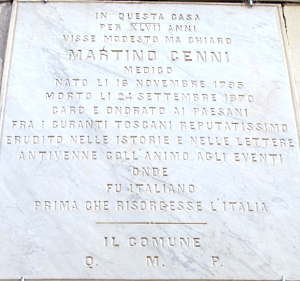 IN QUESTA CASA
PER XLVII ANNI
VISSE MODESTO MA CHIARO
MARTINO CENNI
MEDICO
NATO LI 16 NOVEMBRE 1795
MORTO LI 24 SETTEMBRE 1870
CARO E ONORATO AI PAESANI
FRA I CURANTI TOSCANI REPUTATISSIMO
ERUDITO NELLE ISTORIE E NELLE LETTERE
ANTIVENNE COLL'ANIMO AGLI EVENTI
ONDE
FU ITALIANO
PRIMA CHE RISORGESSE L'ITALIA
IL COMUNE
Q. M. P.